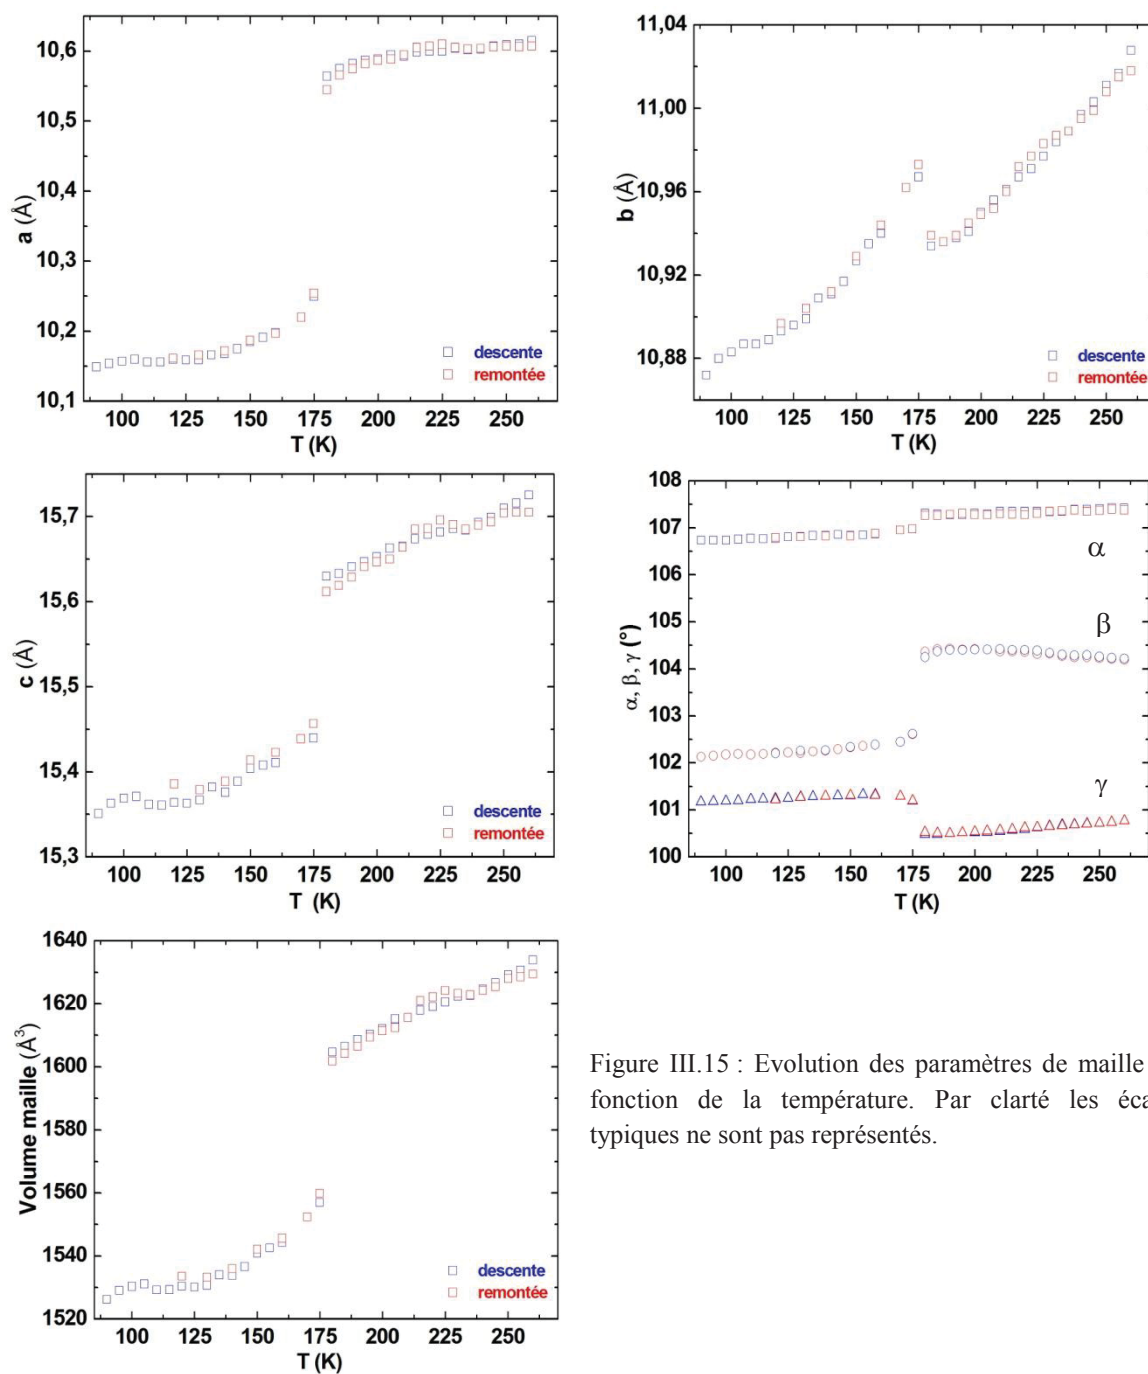 10,6
10,5
10,4
10,3
10,2
10,1
a (Å)
100 125 150 175 200 225 250
T (K)
descente
remontée
11,04
11,00
10,96
10,92
10,88
b (Å)
100 125 150 175 200 225 250
T (K)
descente
remontée
15,7
15,6
15,5
15,4
15,3
c (Å)
100 125 150 175 200 225 250
T (K)
descente
remontée
108
107
106
105
104
103
102
101
100
α, β, γ (°)
α
β
γ
100 125 150 175 200 225 250
T (K)
1640
1620
1600
1580
1560
1540
1520
Volume maille (Å³)
100 125 150 175 200 225 250
T (K)
descente
remontée
Figure III.15 : Evolution des paramètres de maille
fonction de la température. Par clarté les
typiques ne sont pas représentés.